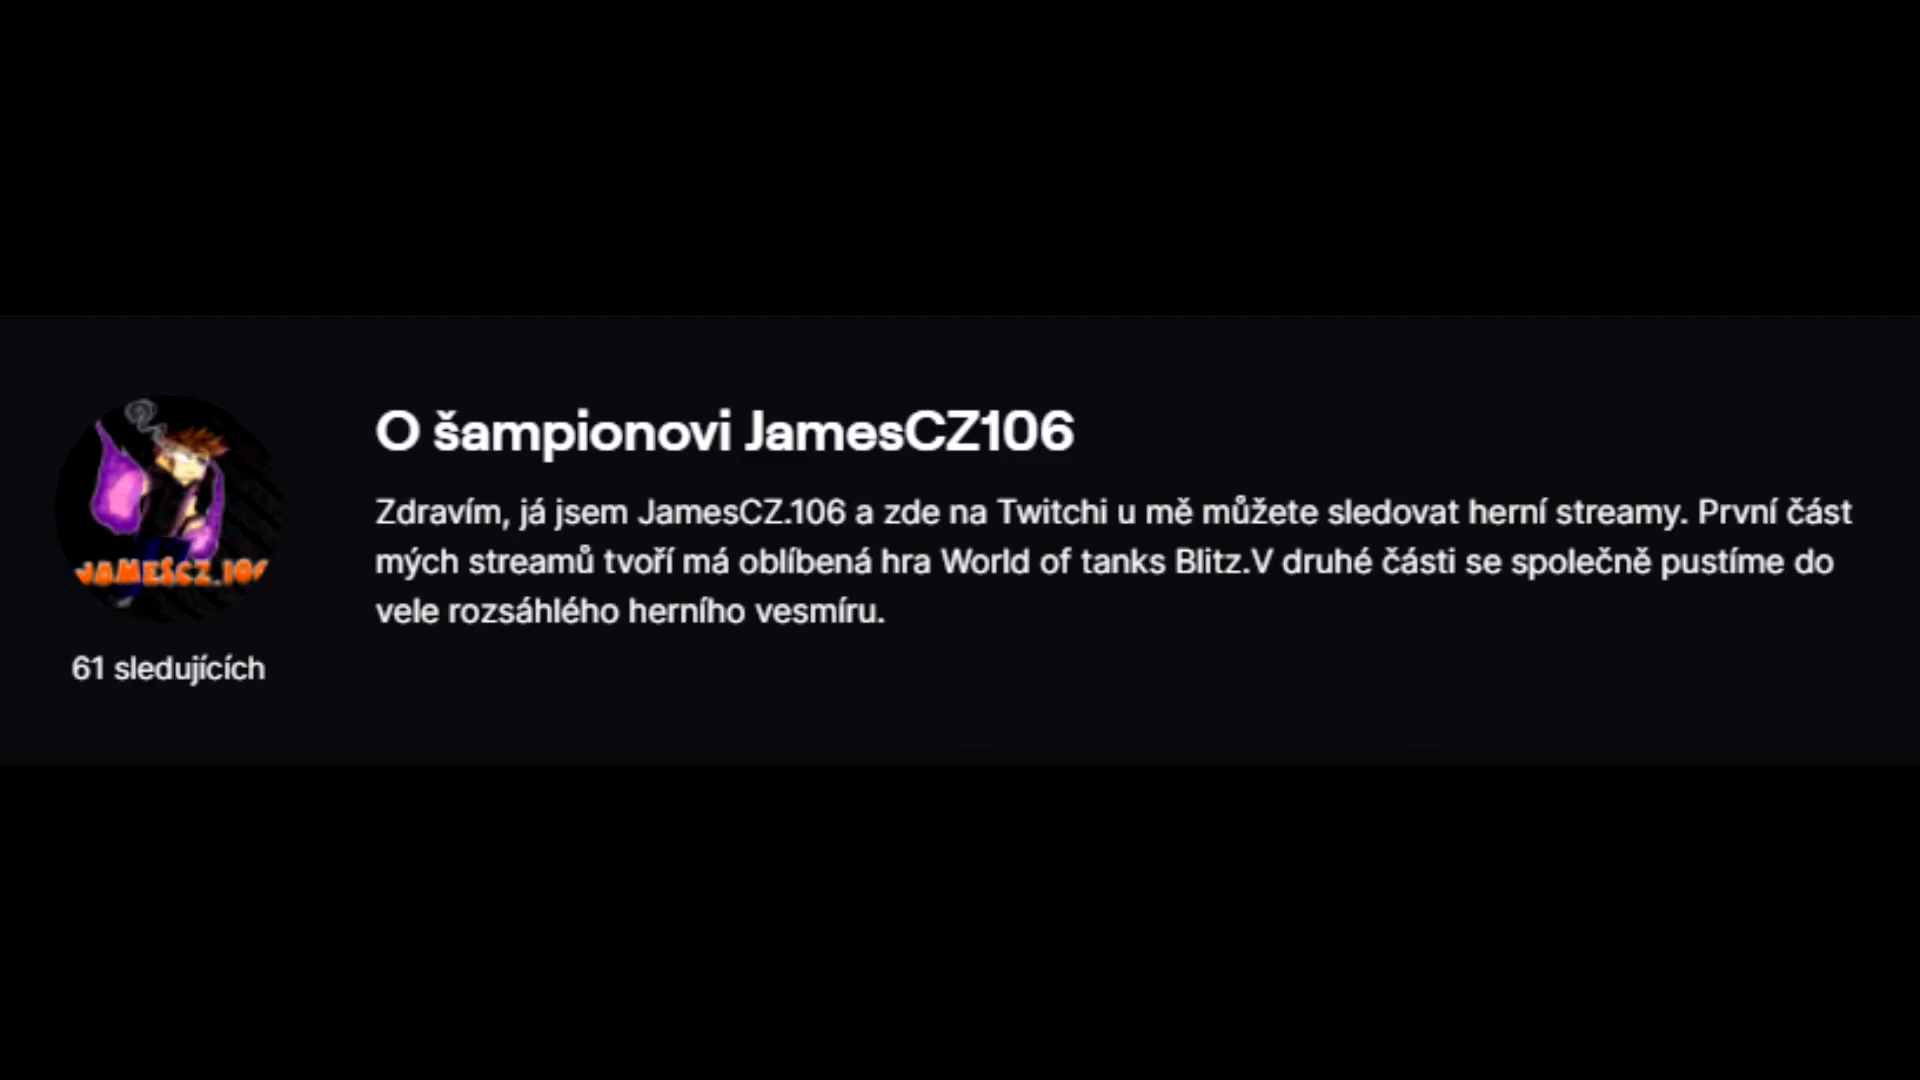 O šampionovi JamesCZ106
Zdravím, já jsem JamesCZ.106 a zde na Twitchi u mě můžete sledovat herní streamy. První část
mých streamů tvoří má oblíbená hra World of tanks Blitz.V druhé části se společně pustíme do
vele rozsáhlého herního vesmíru.
JAMESCZ.106
61 sledujících